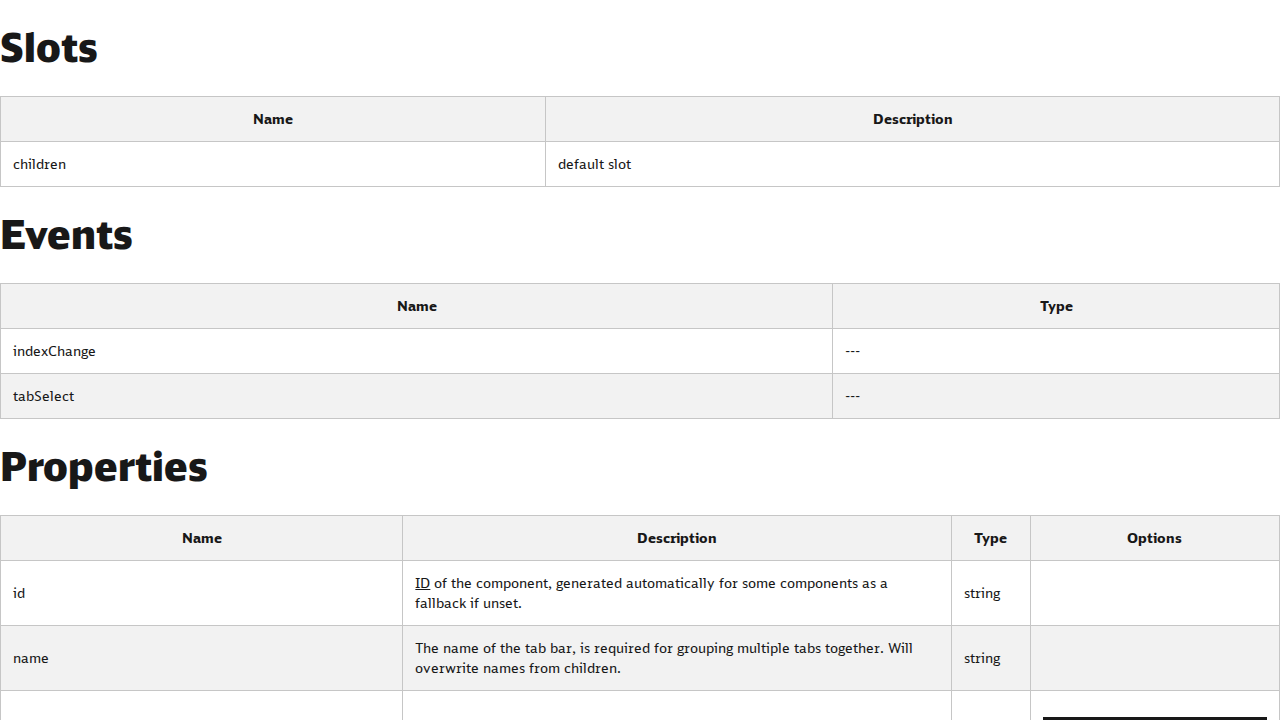 Slots
Name Description
children default slot
Events
Name Type
indexChange ---
tabSelect ---
Properties
Name Description Type Options
id ID of the component, generated automatically for some components as a fallback if unset. string
name The name of the tab bar, is required for grouping multiple tabs together. Will overwrite names from children. string